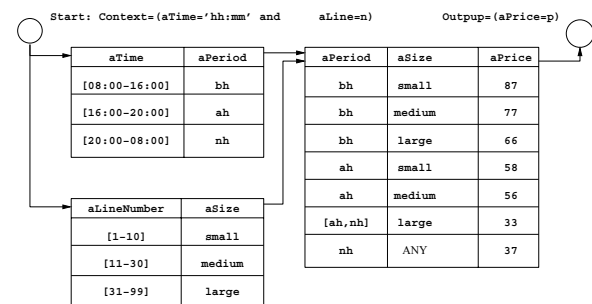 Start: Context=(aTime='hh:mm' and aLine=n) Outpup=(aPrice=p)
aTime aPeriod
[08:00-16:00] bh
[16:00-20:00] ah
[20:00-08:00] nh
aLineNumber aSize
[1-10] small
[11-30] medium
[31-99] large
aPeriod aSize aPrice
bh small 87
bh medium 77
bh large 66
ah small 58
ah medium 56
[ah,nh] large 33
nh ANY 37